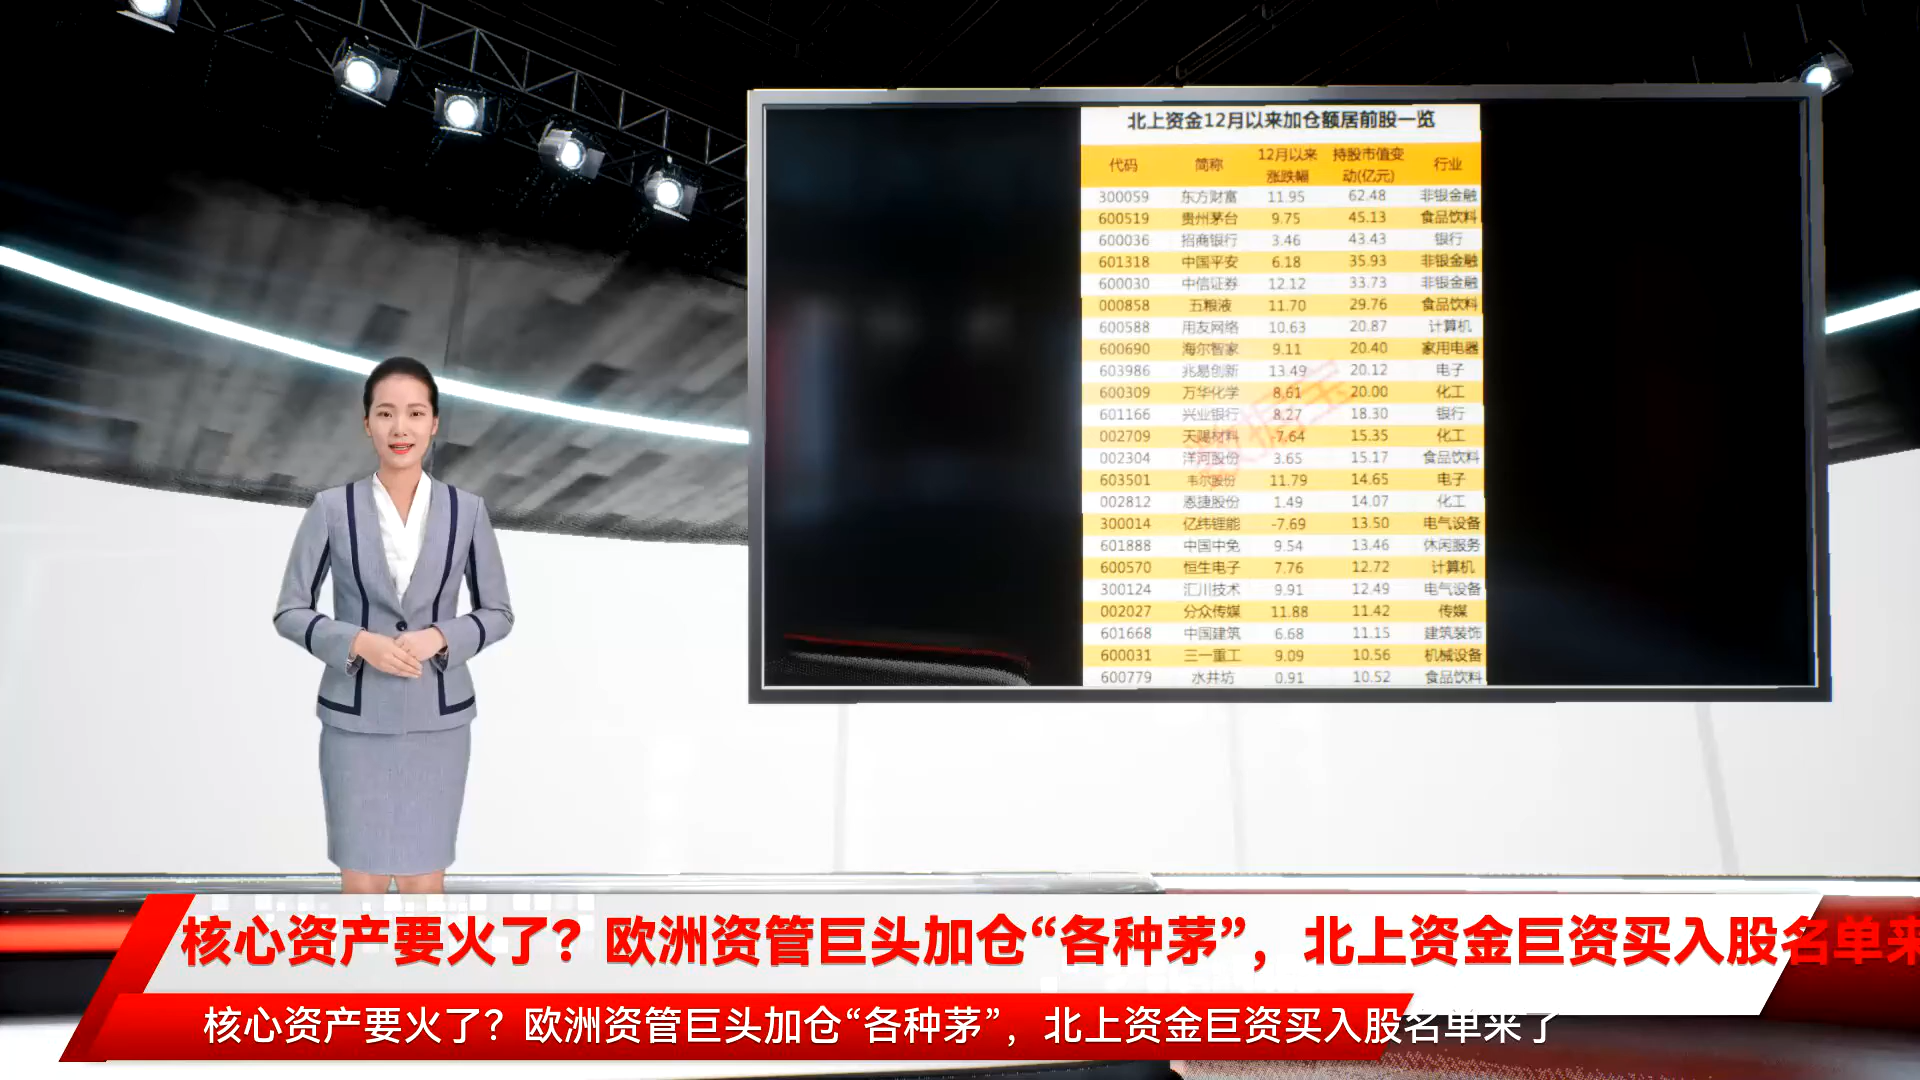 北上资金12月以来加仓额居前股一览
代码 简称 12月以来涨跌幅 持股市值变动(亿元) 行业
300059 东方财富 11.95 62.48 非银金融
600519 贵州茅台 9.75 45.13 食品饮料
600036 招商银行 3.46 43.43 银行
601318 中国平安 6.18 35.93 非银金融
600030 中信证券 12.12 33.73 非银金融
000858 五粮液 11.70 29.76 食品饮料
600588 用友网络 10.63 20.87 计算机
600690 海尔智家 9.11 20.40 家用电器
603986 兆易创新 13.49 20.12 电子
600309 万华化学 8.61 20.00 化工
601166 兴业银行 8.27 18.30 银行
002709 天赐材料 -7.64 15.35 化工
002304 洋河股份 3.65 15.17 食品饮料
603501 韦尔股份 11.79 14.65 电子
002812 恩捷股份 1.49 14.07 化工
300014 亿纬锂能 -7.69 13.50 电气设备
601888 中国中免 9.54 13.46 休闲服务
600570 恒生电子 7.76 12.72 计算机
300124 汇川技术 9.91 12.49 电气设备
002027 分众传媒 11.88 11.42 传媒
601668 中国建筑 6.68 11.15 建筑装饰
600031 三一重工 9.09 10.56 机械设备
600779 水井坊 0.91 10.52 食品饮料
数据宝
核心资产要火了？欧洲资管巨头加仓“各种茅”，北上资金巨资买入股名单来
核心资产要火了？欧洲资管巨头加仓“各种茅”，北上资金巨资买入股名单来了